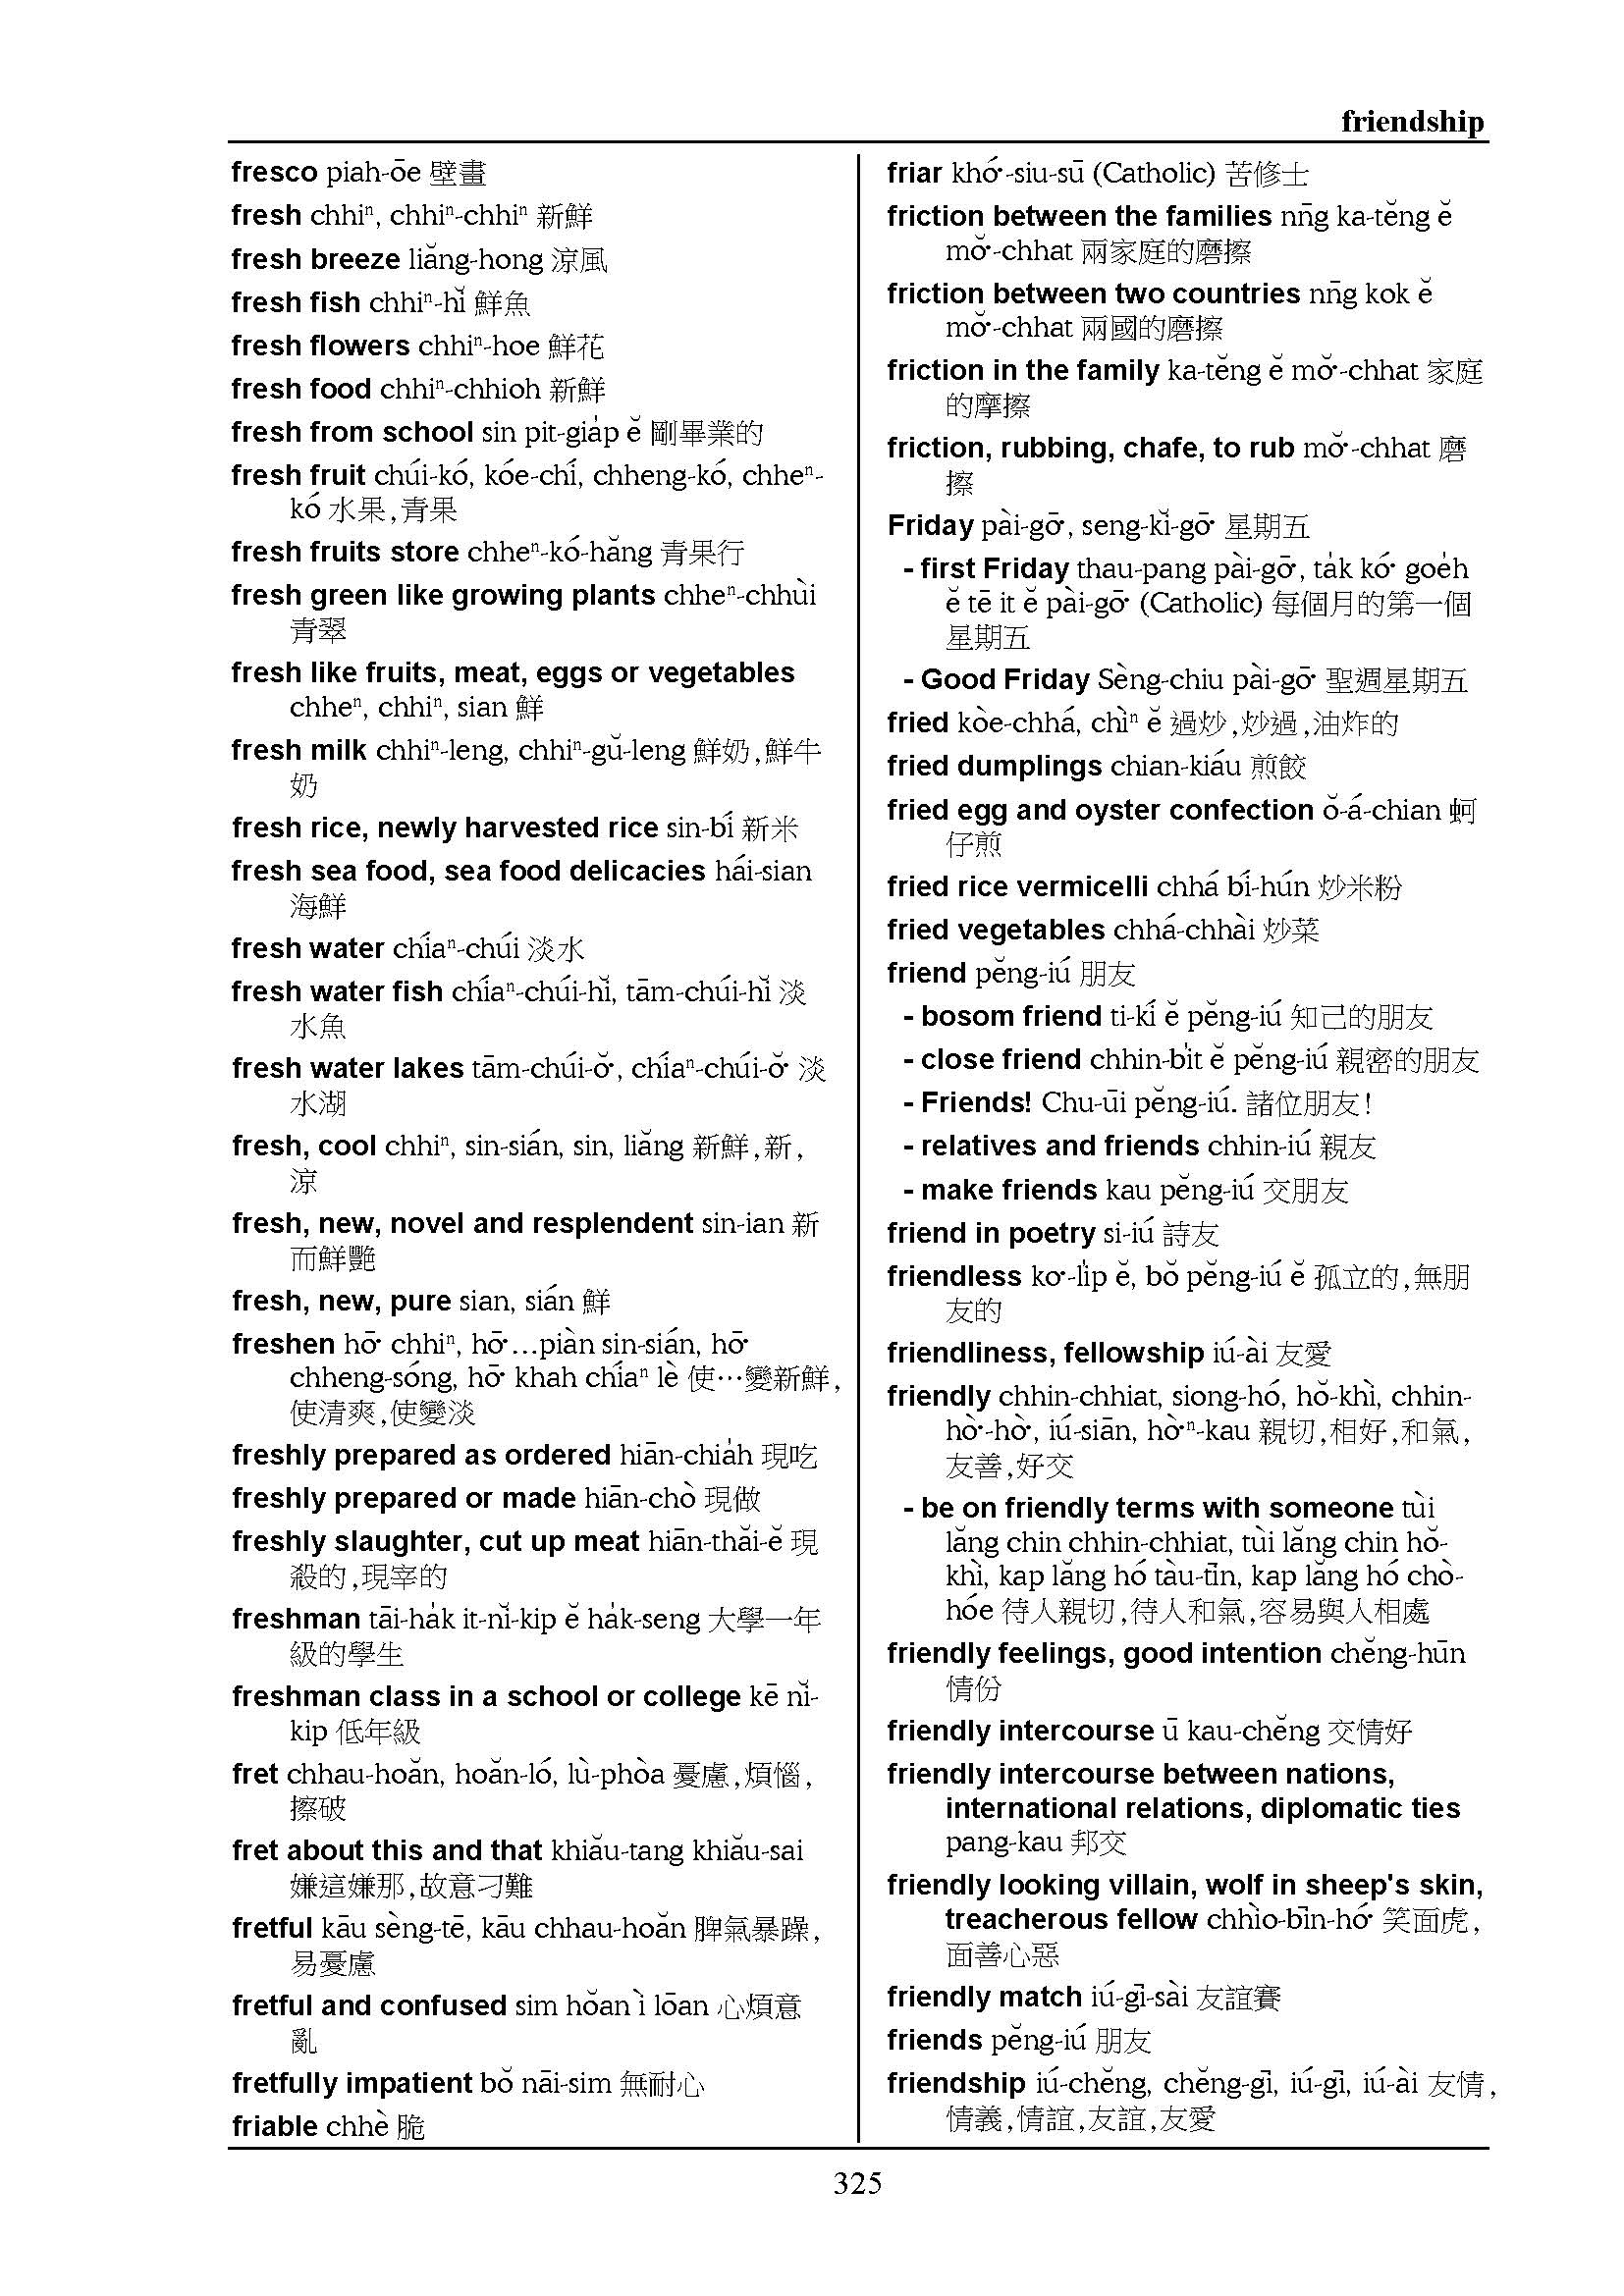 friendship
fresco piah-ōe 壁畫
fresh chhiⁿ, chhiⁿ-chhiⁿ 新鮮
fresh breeze liăng-hong 涼風
fresh fish chhiⁿ-hĭ 鮮魚
fresh flowers chhiⁿ-hoe 鮮花
fresh food chhiⁿ-chhioh 新鮮
fresh from school sin pit-gia̍p ĕ 剛畢業的
fresh fruit chúi-kó, kóe-chí, chheng-kó, chheⁿ-
kó 水果,青果
fresh fruits store chheⁿ-kó-hăng 青果行
fresh green like growing plants chheⁿ-chhùi
青翠
fresh like fruits, meat, eggs or vegetables
chheⁿ, chhiⁿ, sian 鮮
fresh milk chhiⁿ-leng, chhiⁿ-gŭ-leng 鮮奶,鮮牛
奶
fresh rice, newly harvested rice sin-bí 新米
fresh sea food, sea food delicacies hái-sian
海鮮
fresh water chíaⁿ-chúi 淡水
fresh water fish chíaⁿ-chúi-hĭ, tām-chúi-hĭ 淡
水魚
fresh water lakes tām-chúi-ŏ͘, chíaⁿ-chúi-ŏ͘ 淡
水湖
fresh, cool chhiⁿ, sin-sián, sin, liăng 新鮮,新,
涼
fresh, new, novel and resplendent sin-ian 新
而鮮艷
fresh, new, pure sian, sián 鮮
freshen hō͘ chhiⁿ, hō͘…piàn sin-sián, hō͘
chheng-sóng, hō͘ khah chíaⁿ lè 使…變新鮮,
使清爽,使變淡
freshly prepared as ordered hiān-chia̍h 現吃
freshly prepared or made hiān-chò 現做
freshly slaughter, cut up meat hiān-thăi-ĕ 現
殺的,現宰的
freshman tāi-ha̍k it-nĭ-kip ĕ ha̍k-seng 大學一年
級的學生
freshman class in a school or college kē nĭ-
kip 低年級
fret chhau-hoăn, hoăn-ló, lù-phòa 憂慮,煩惱,
擦破
fret about this and that khiău-tang khiău-sai
嫌這嫌那,故意刁難
fretful kāu sèng-tē, kāu chhau-hoăn 脾氣暴躁,
易憂慮
fretful and confused sim hŏan ì lōan 心煩意
亂
fretfully impatient bŏ nāi-sim 無耐心
friable chhè 脆
friar khó͘-siu-sū (Catholic) 苦修士
friction between the families nn̄g ka-tĕng ĕ
mŏ͘-chhat 兩家庭的磨擦
friction between two countries nn̄g kok ĕ
mŏ͘-chhat 兩國的磨擦
friction in the family ka-tĕng ĕ mŏ͘-chhat 家庭
的摩擦
friction, rubbing, chafe, to rub mŏ͘-chhat 磨
擦
Friday pài-gō͘, seng-kĭ-gō͘ 星期五
- first Friday thau-pang pài-gō͘, ta̍k kó͘ goe̍h
ĕ tē it ĕ pài-gō͘ (Catholic) 每個月的第一個
星期五
- Good Friday Sèng-chiu pài-gō͘ 聖週星期五
fried kòe-chhá, chìⁿ ĕ 過炒,炒過,油炸的
fried dumplings chian-kiáu 煎餃
fried egg and oyster confection ŏ-á-chian 蚵
仔煎
fried rice vermicelli chhá bí-hún 炒米粉
fried vegetables chhá-chhài 炒菜
friend pĕng-iú 朋友
- bosom friend ti-kí ĕ pĕng-iú 知己的朋友
- close friend chhin-bi̍t ĕ pĕng-iú 親密的朋友
- Friends! Chu-ūi pĕng-iú. 諸位朋友!
- relatives and friends chhin-iú 親友
- make friends kau pĕng-iú 交朋友
friend in poetry si-iú 詩友
friendless ko͘-li̍p ĕ, bŏ pĕng-iú ĕ 孤立的,無朋
友的
friendliness, fellowship iú-ài 友愛
friendly chhin-chhiat, siong-hó, hŏ-khì, chhin-
hò͘-hò͘, iú-siān, hò͘ⁿ-kau 親切,相好,和氣,
友善,好交
- be on friendly terms with someone tùi
lăng chin chhin-chhiat, tùi lăng chin hŏ-
khì, kap lăng hó tàu-tīn, kap lăng hó chò-
hóe 待人親切,待人和氣,容易與人相處
friendly feelings, good intention chĕng-hūn
情份
friendly intercourse ū kau-chĕng 交情好
friendly intercourse between nations,
international relations, diplomatic ties
pang-kau 邦交
friendly looking villain, wolf in sheep's skin,
treacherous fellow chhìo-bīn-hó͘ 笑面虎,
面善心惡
friendly match iú-gī-sài 友誼賽
friends pĕng-iú 朋友
friendship iú-chĕng, chĕng-gī, iú-gī, iú-ài 友情,
情義,情誼,友誼,友愛
325